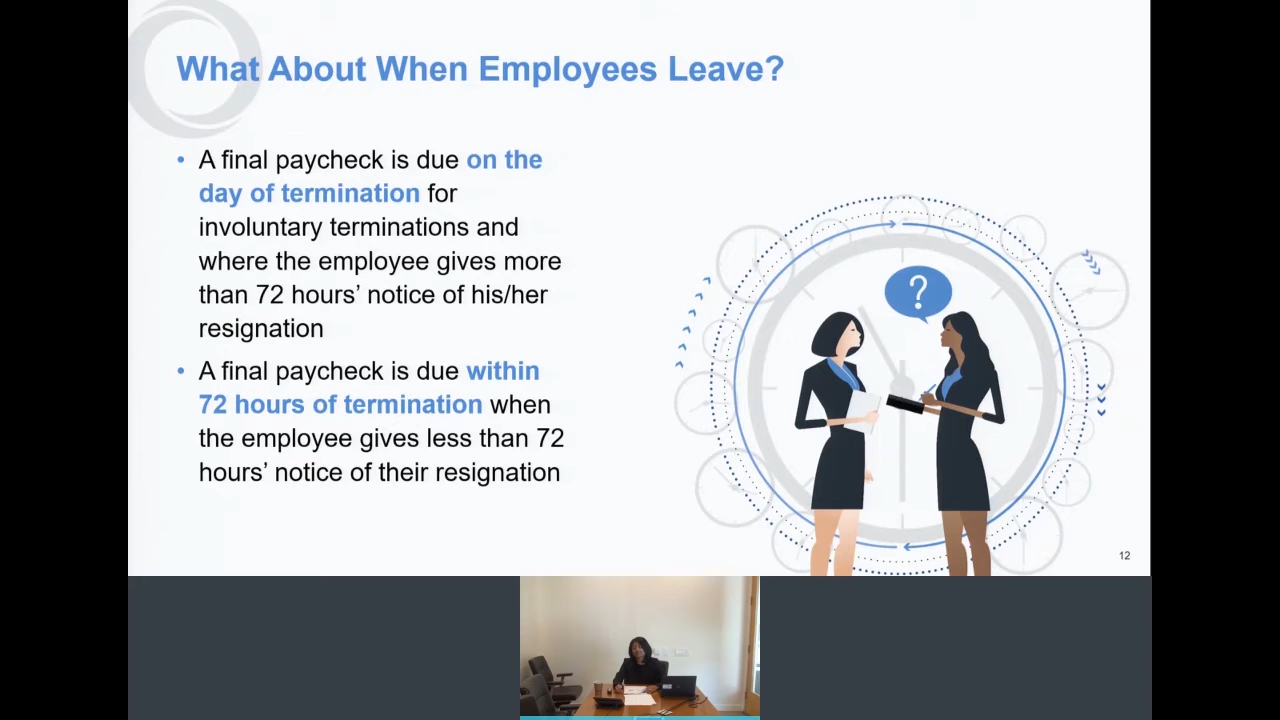 What About When Employees Leave?
• A final paycheck is due on the
day of termination for
involuntary terminations and
where the employee gives more
than 72 hours’ notice of his/her
resignation
• A final paycheck is due within
72 hours of termination when
the employee gives less than 72
hours’ notice of their resignation
?
12